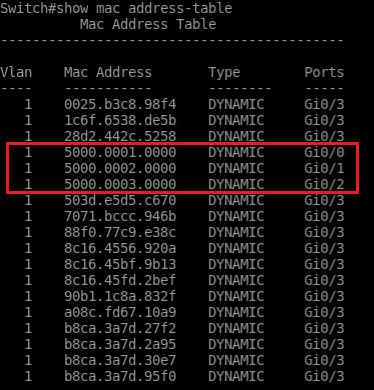 Switch#show mac address-table
Mac Address Table
-------------------------------------------
Vlan    Mac Address       Type        Ports
----    -----------       --------    -----
1    0025.b3c8.98f4    DYNAMIC     Gi0/3
1    1c6f.6538.de5b    DYNAMIC     Gi0/3
1    28d2.442c.5258    DYNAMIC     Gi0/3
1    5000.0001.0000    DYNAMIC     Gi0/0
1    5000.0002.0000    DYNAMIC     Gi0/1
1    5000.0003.0000    DYNAMIC     Gi0/2
1    503d.e5d5.c670    DYNAMIC     Gi0/3
1    7071.bccc.946b    DYNAMIC     Gi0/3
1    88f0.77c9.e38c    DYNAMIC     Gi0/3
1    8c16.4556.920a    DYNAMIC     Gi0/3
1    8c16.45bf.9b13    DYNAMIC     Gi0/3
1    8c16.45fd.2bef    DYNAMIC     Gi0/3
1    90b1.1c8a.832f    DYNAMIC     Gi0/3
1    a08c.fd67.10a9    DYNAMIC     Gi0/3
1    b8ca.3a7d.27f2    DYNAMIC     Gi0/3
1    b8ca.3a7d.2a95    DYNAMIC     Gi0/3
1    b8ca.3a7d.30e7    DYNAMIC     Gi0/3
1    b8ca.3a7d.95f0    DYNAMIC     Gi0/3